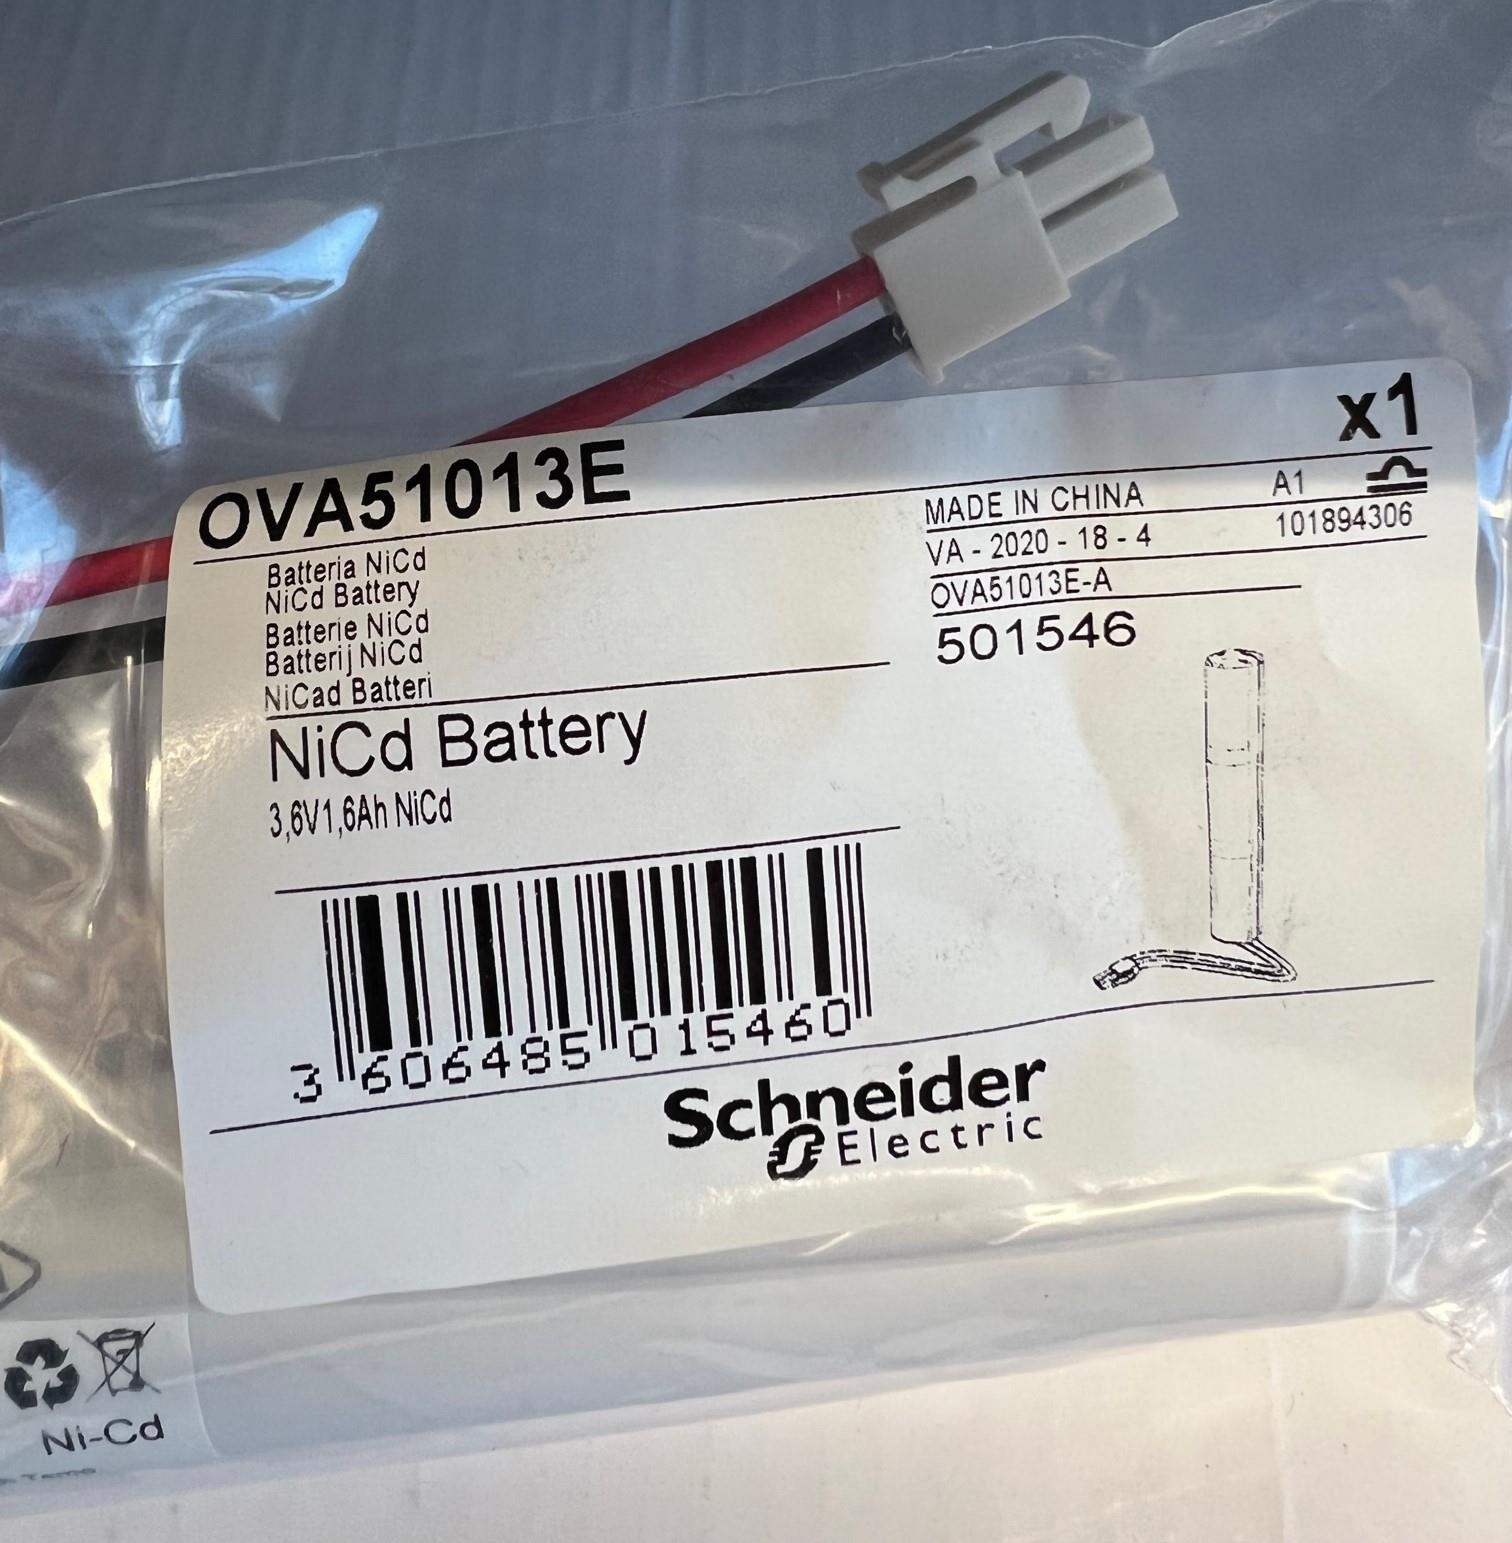 x1
OVA51013E
MADE IN CHINA
A1
VA - 2020 - 18 - 4
101894306
OVA51013E-A
501546
Batteria NiCd
NiCd Battery
Batterie NiCd
Batterij NiCd
NiCad Batteri
NiCd Battery
3,6V1,6Ah NiCd
3 606485 015460
Schneider
Electric
Ni-Cd